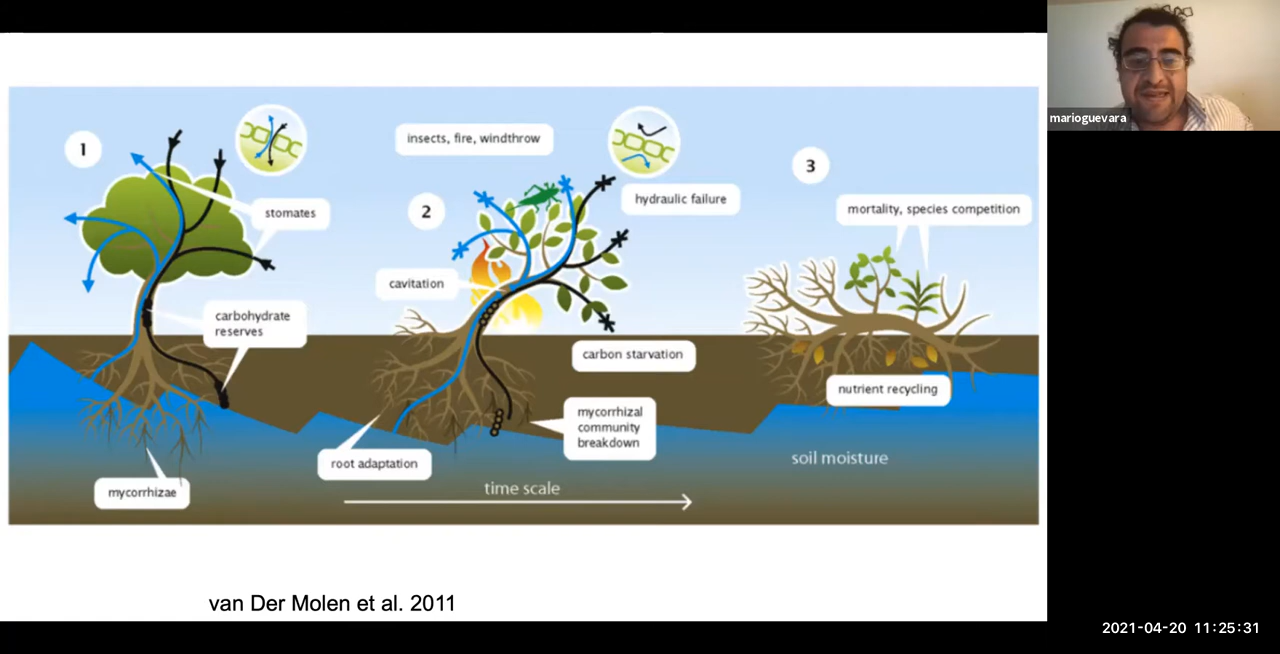 marioguevara
1
stomates
carbohydrate
reserves
mycorrhizae
insects, fire, windthrow
2
hydraulic failure
cavitation
carbon starvation
mycorrhizal
community
breakdown
root adaptation
time scale
3
mortality, species competition
nutrient recycling
soil moisture
van Der Molen et al. 2011
2021-04-20 11:25:31